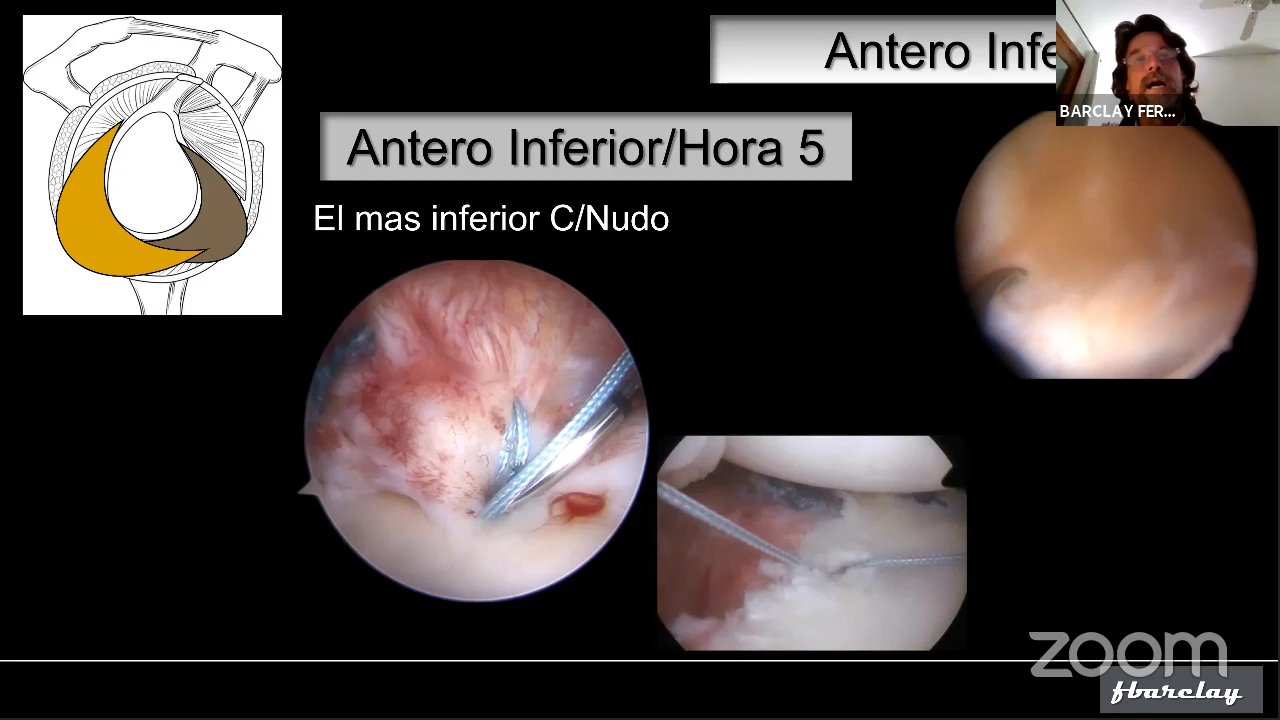 Antero Infe
BARCLAY FER...
Antero Inferior/Hora 5
El mas inferior C/Nudo
zoom
fbarclay